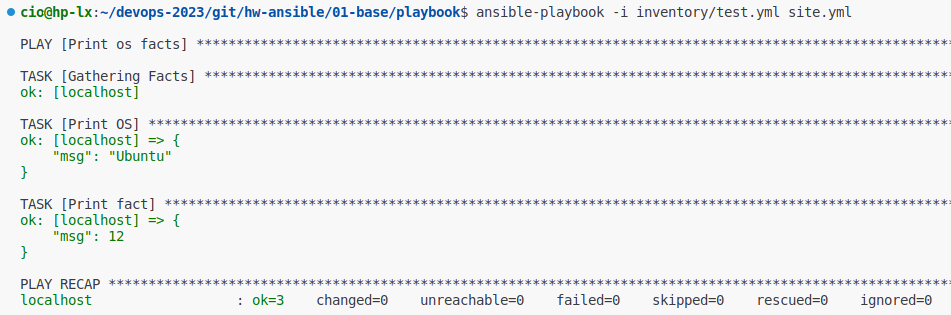 cio@hp-lx:~/devops-2023/git/hw-ansible/01-base/playbook$ ansible-playbook -i inventory/test.yml site.yml
PLAY [Print os facts] ***********************************************************************************************
TASK [Gathering Facts] **********************************************************************************************
ok: [localhost]
TASK [Print OS] *****************************************************************************************************
ok: [localhost] => {
    "msg": "Ubuntu"
}
TASK [Print fact] ***************************************************************************************************
ok: [localhost] => {
    "msg": 12
}
PLAY RECAP **********************************************************************************************************
localhost                  : ok=3    changed=0    unreachable=0    failed=0    skipped=0    rescued=0    ignored=0